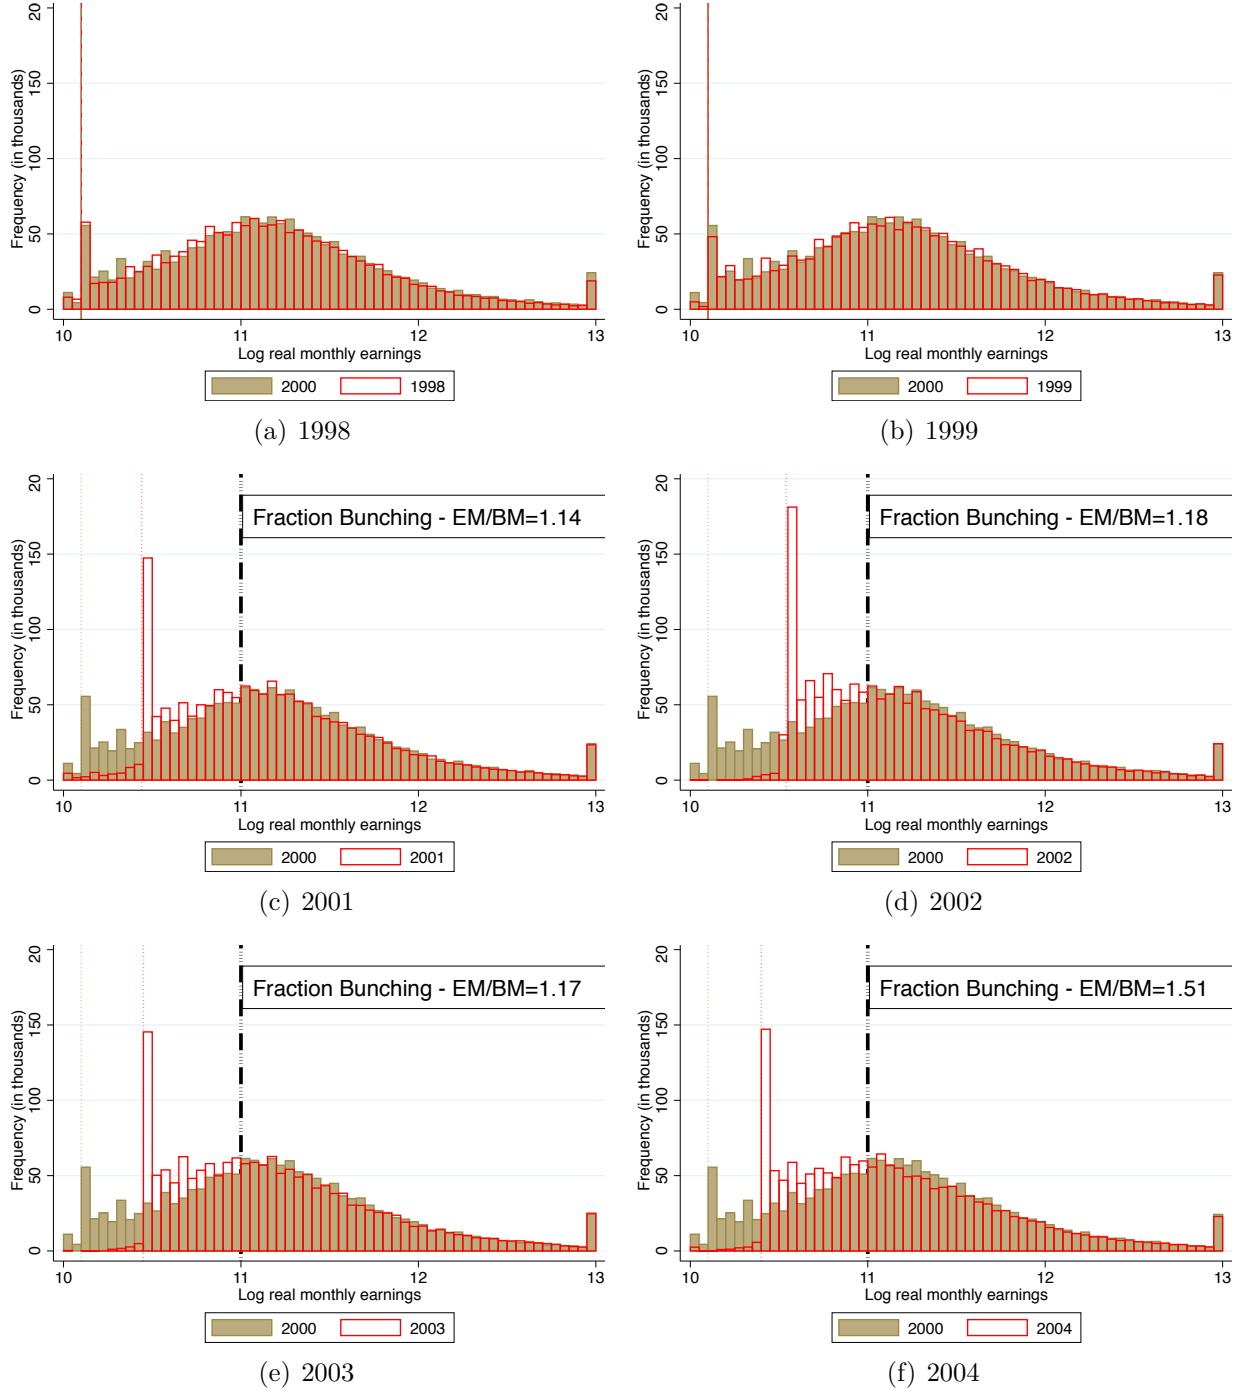 Frequency (in thousands)
20
150
100
50
0
10 11 12 13
Log real monthly earnings
2000 1998
(a) 1998
Frequency (in thousands)
20
150
100
50
0
10 11 12 13
Log real monthly earnings
2000 1999
(b) 1999
Frequency (in thousands)
20
150
100
50
0
Fraction Bunching - EM/BM=1.14
10 11 12 13
Log real monthly earnings
2000 2001
(c) 2001
Frequency (in thousands)
20
150
100
50
0
Fraction Bunching - EM/BM=1.18
10 11 12 13
Log real monthly earnings
2000 2002
(d) 2002
Frequency (in thousands)
20
150
100
50
0
Fraction Bunching - EM/BM=1.17
10 11 12 13
Log real monthly earnings
2000 2003
(e) 2003
Frequency (in thousands)
20
150
100
50
0
Fraction Bunching - EM/BM=1.51
10 11 12 13
Log real monthly earnings
2000 2004
(f) 2004